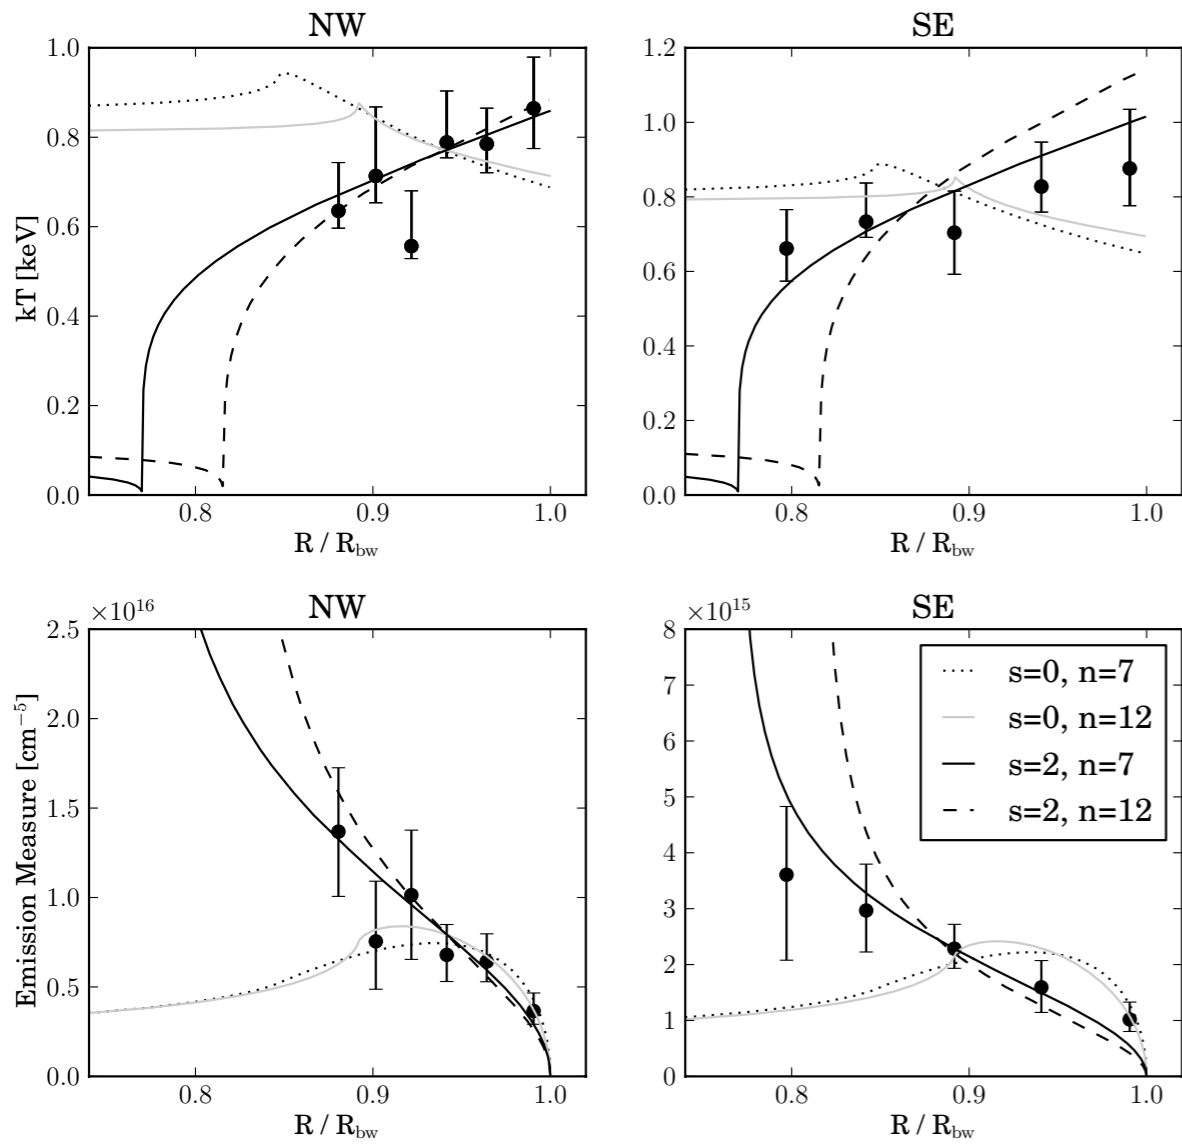 NW
1.0
0.8
0.6
0.4
0.2
0.0
kT [keV]
0.8 0.9 1.0
R / R_bw
SE
1.2
1.0
0.8
0.6
0.4
0.2
0.0
0.8 0.9 1.0
R / R_bw
×10^16 NW
2.5
2.0
1.5
1.0
0.5
0.0
Emission Measure [cm^−5]
0.8 0.9 1.0
R / R_bw
×10^15 SE
8
7
6
5
4
3
2
1
0
s=0, n=7
s=0, n=12
s=2, n=7
s=2, n=12
0.8 0.9 1.0
R / R_bw